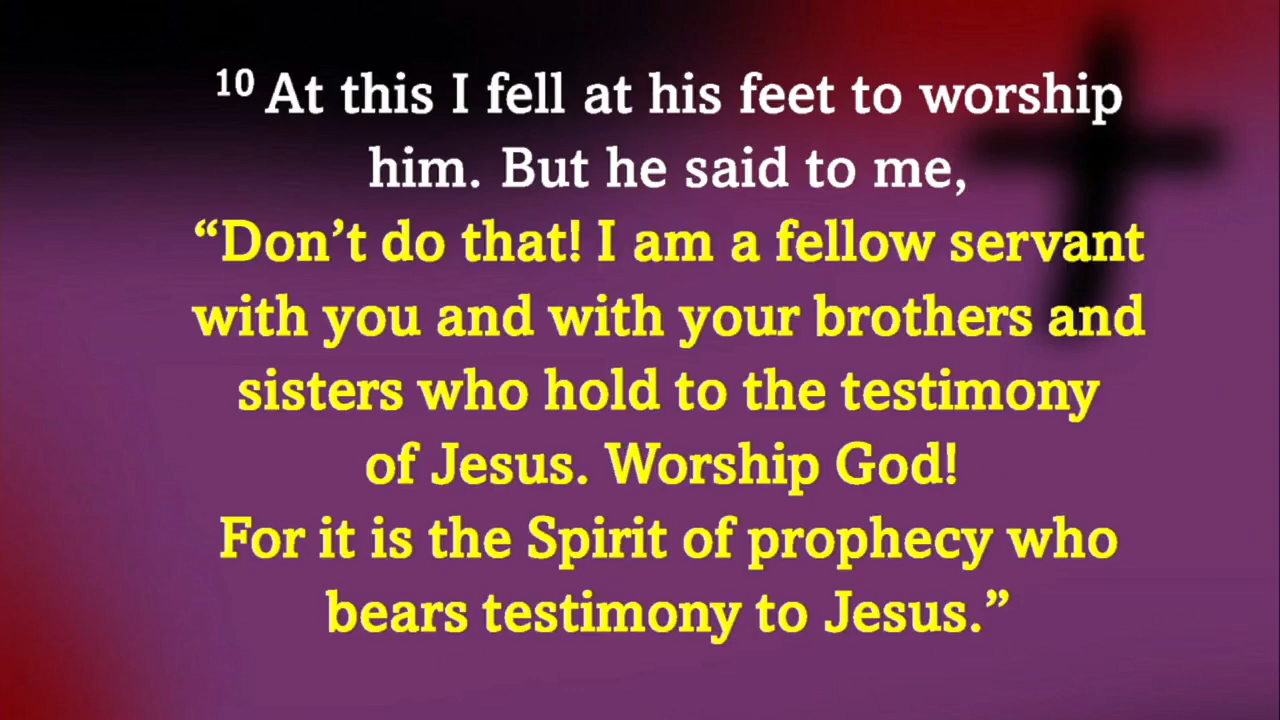 10 At this I fell at his feet to worship
him. But he said to me,
“Don’t do that! I am a fellow servant
with you and with your brothers and
sisters who hold to the testimony
of Jesus. Worship God!
For it is the Spirit of prophecy who
bears testimony to Jesus.”